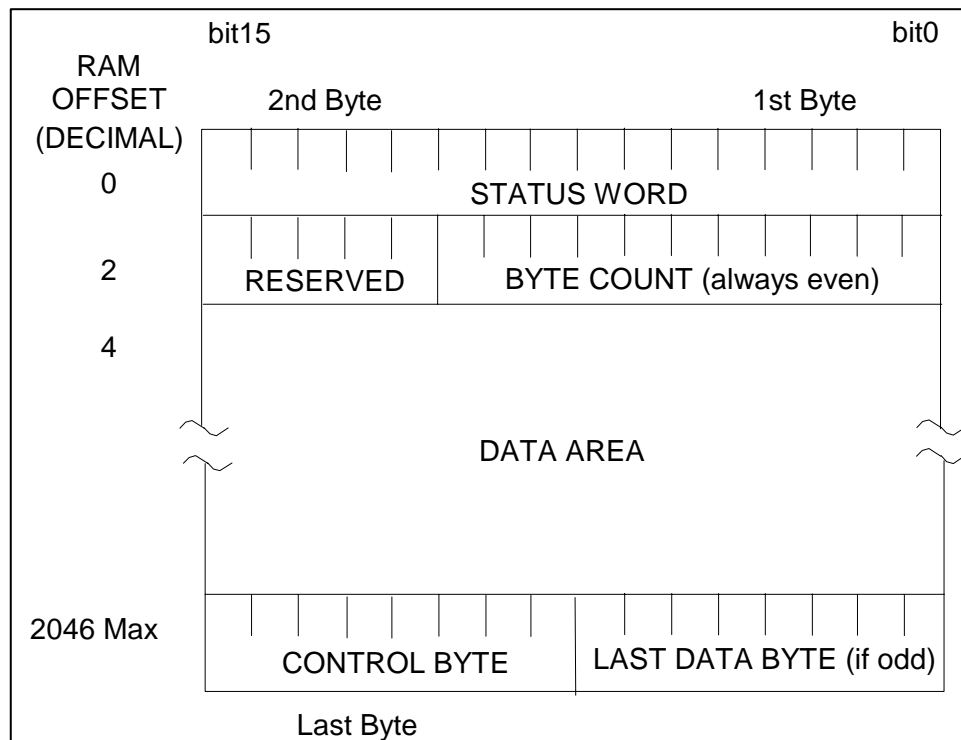 bit15 bit0
RAM
OFFSET
(DECIMAL)
2nd Byte 1st Byte
0 STATUS WORD
2 RESERVED BYTE COUNT (always even)
4
DATA AREA
2046 Max CONTROL BYTE LAST DATA BYTE (if odd)
Last Byte